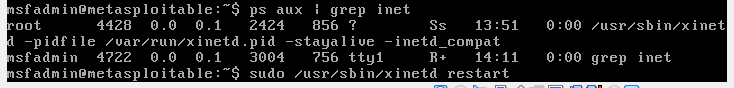 msfadmin@metasploitable:~$ ps aux | grep inet
root      4428  0.0  0.1   2424   856 ?        Ss   13:51   0:00 /usr/sbin/xinet
d -pidfile /var/run/xinetd.pid -stayalive -inetd_compat
msfadmin  4722  0.0  0.1   3004   756 tty1     R+   14:11   0:00 grep inet
msfadmin@metasploitable:~$ sudo /usr/sbin/xinetd restart